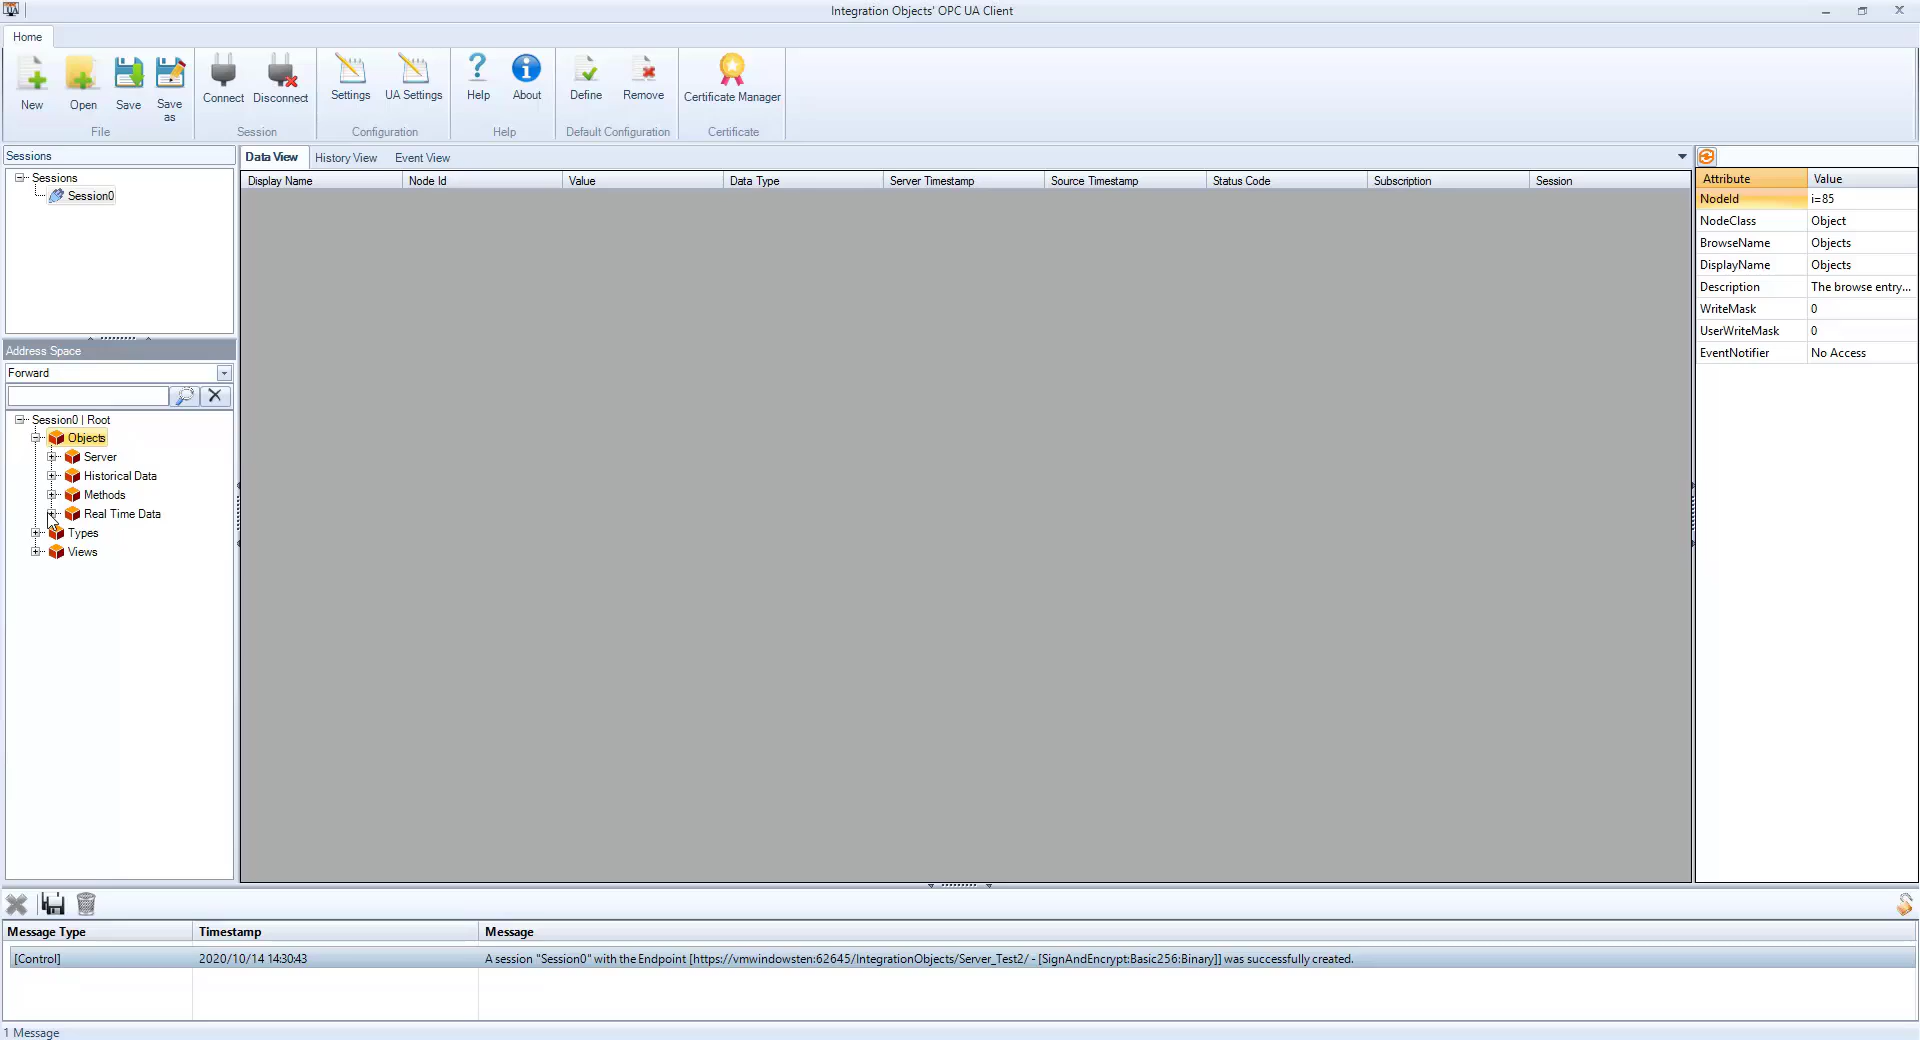 UA
Integration Objects' OPC UA Client
Home
New
Open
Save
Save as
Connect
Disconnect
Settings
UA Settings
Help
About
Define
Remove
Certificate Manager
File
Session
Configuration
Help
Default Configuration
Certificate
Sessions
Sessions
Session0
Data View
History View
Event View
Display Name
Node Id
Value
Data Type
Server Timestamp
Source Timestamp
Status Code
Subscription
Session
Attribute Value
NodeId i=85
NodeClass Object
BrowseName Objects
DisplayName Objects
Description The browse entry...
WriteMask 0
UserWriteMask 0
EventNotifier No Access
Address Space
Forward
Session0 | Root
Objects
Server
Historical Data
Methods
Real Time Data
Types
Views
Message Type Timestamp Message
[Control] 2020/10/14 14:30:43 A session "Session0" with the Endpoint [https://vmwindowsten:62645/IntegrationObjects/Server_Test2/ - [SignAndEncrypt:Basic256:Binary]] was successfully created.
1 Message